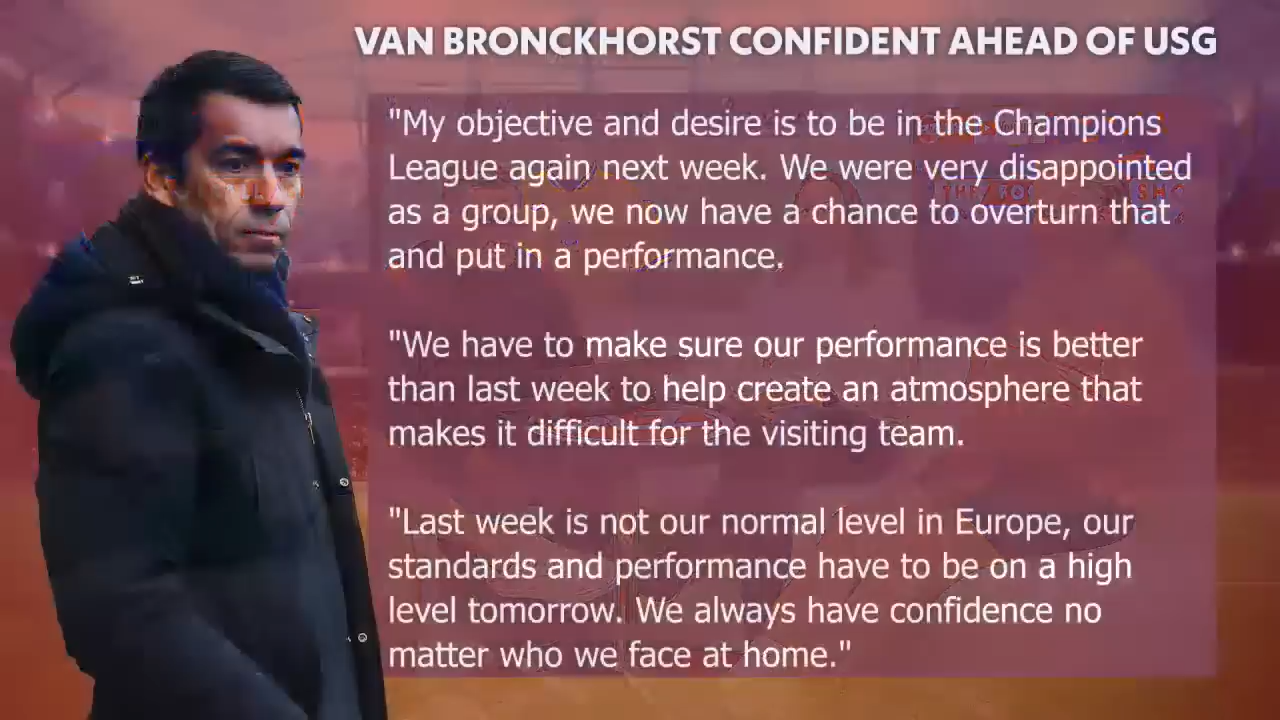 VAN BRONCKHORST CONFIDENT AHEAD OF USG
"My objective and desire is to be in the Champions
League again next week. We were very disappointed
as a group, we now have a chance to overturn that
and put in a performance.
"We have to make sure our performance is better
than last week to help create an atmosphere that
makes it difficult for the visiting team.
"Last week is not our normal level in Europe, our
standards and performance have to be on a high
level tomorrow. We always have confidence no
matter who we face at home."